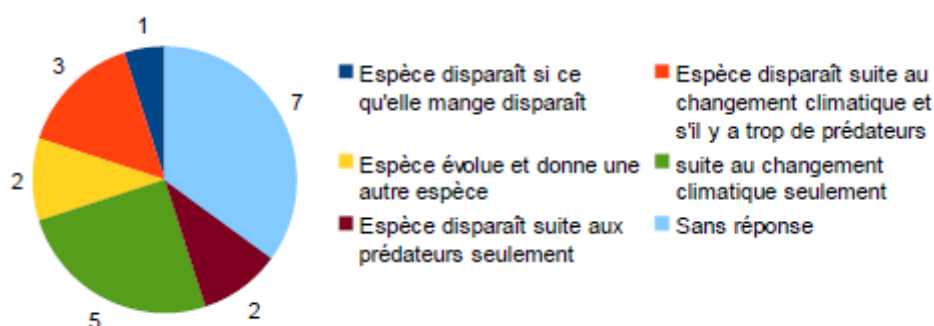 1
3
7
2
5
2
Espèce disparaît si ce
qu'elle mange disparaît
Espèce disparaît suite au
changement climatique et
s'il y a trop de prédateurs
Espèce évolue et donne une
autre espèce
suite au changement
climatique seulement
Espèce disparaît suite aux
prédateurs seulement
Sans réponse